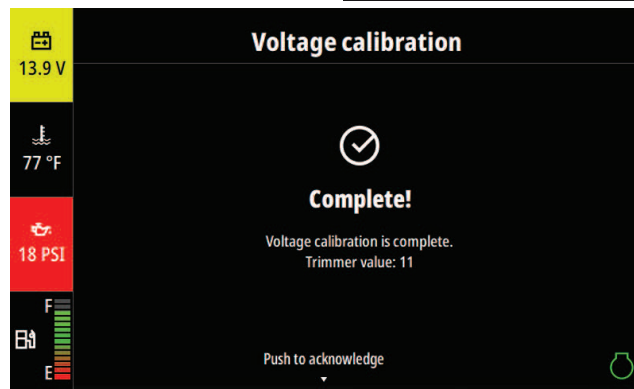 Voltage calibration
13.9 V
77 °F
18 PSI
F
E
Complete!
Voltage calibration is complete.
Trimmer value: 11
Push to acknowledge